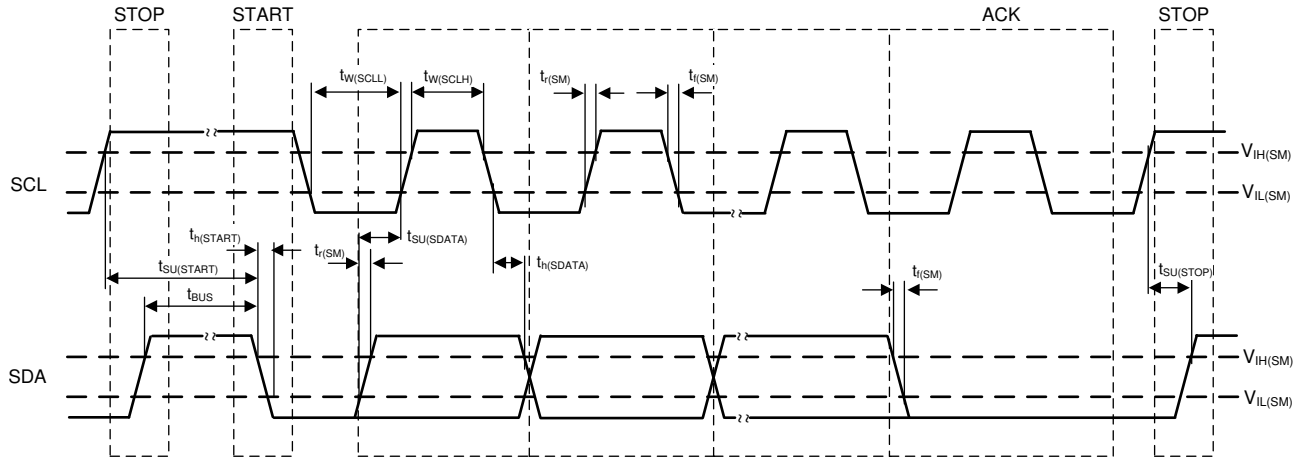 STOP START ACK STOP
tW(SCLL) tW(SCLH) tr(SM) tf(SM)
VIH(SM)
SCL
VIL(SM)
th(START) tr(SM) tSU(SDATA)
th(SDATA)
tSU(START) tf(SM) tSU(STOP)
tBUS
VIH(SM)
SDA
VIL(SM)